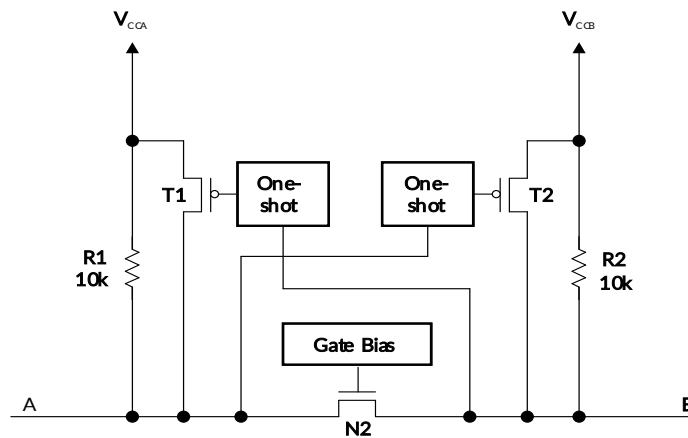 VCCA
VCCB
One-
shot
One-
shot
T1
T2
R1
10k
R2
10k
Gate Bias
A
B
N2